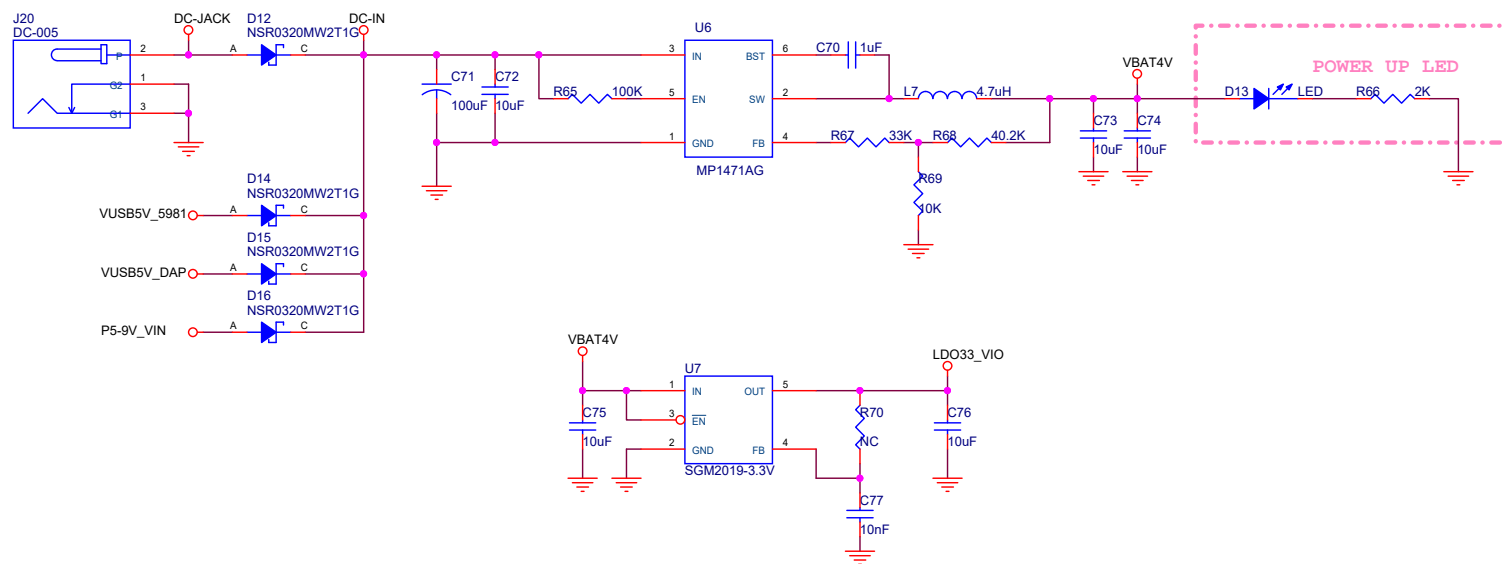 J20
DC-005
P
2
G2
1
G1
3
DC-JACK
D12
NSR0320MW2T1G
A
C
DC-IN
D14
NSR0320MW2T1G
VUSB5V_5981
A
C
D15
NSR0320MW2T1G
VUSB5V_DAP
A
C
D16
NSR0320MW2T1G
P5-9V_VIN
A
C
C71
100uF
C72
10uF
R65
100K
U6
3
IN
5
EN
1
GND
BST
6
SW
2
FB
4
MP1471AG
C70
1uF
L7
4.7uH
R67
33K
R68
40.2K
R69
10K
VBAT4V
C73
10uF
C74
10uF
POWER UP LED
D13
LED
R66
2K
VBAT4V
C75
10uF
U7
1
IN
3
EN
2
GND
OUT
5
FB
4
SGM2019-3.3V
R70
NC
C77
10nF
LDO33_VIO
C76
10uF